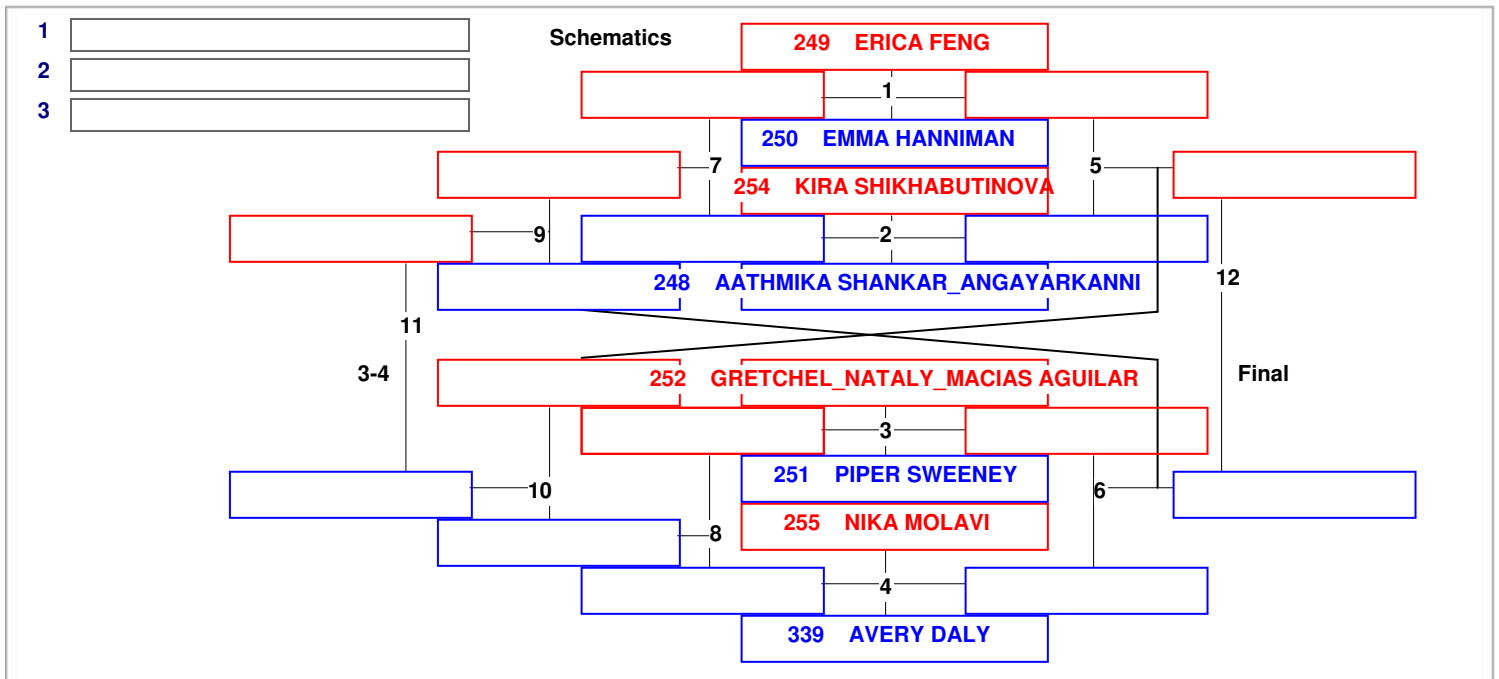 1
Schematics
249 ERICA FENG
2
1
3
250 EMMA HANNIMAN
7
5
254 KIRA SHIKHABUTINOVA
9
2
248 AATHMIKA SHANKAR_ANGAYARKANNI
12
11
3-4
252 GRETCHEL_NATALY_MACIAS AGUILAR
Final
3
251 PIPER SWEENEY
10
6
255 NIKA MOLAVI
8
4
339 AVERY DALY